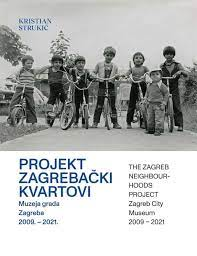 KRISTIAN
STRUKIĆ
PROJEKT
ZAGREBAČKI
KVARTOVI
Muzeja grada
Zagreba
2009. – 2021.
THE ZAGREB
NEIGHBOUR-
HOODS
PROJECT
Zagreb City
Museum
2009 – 2021